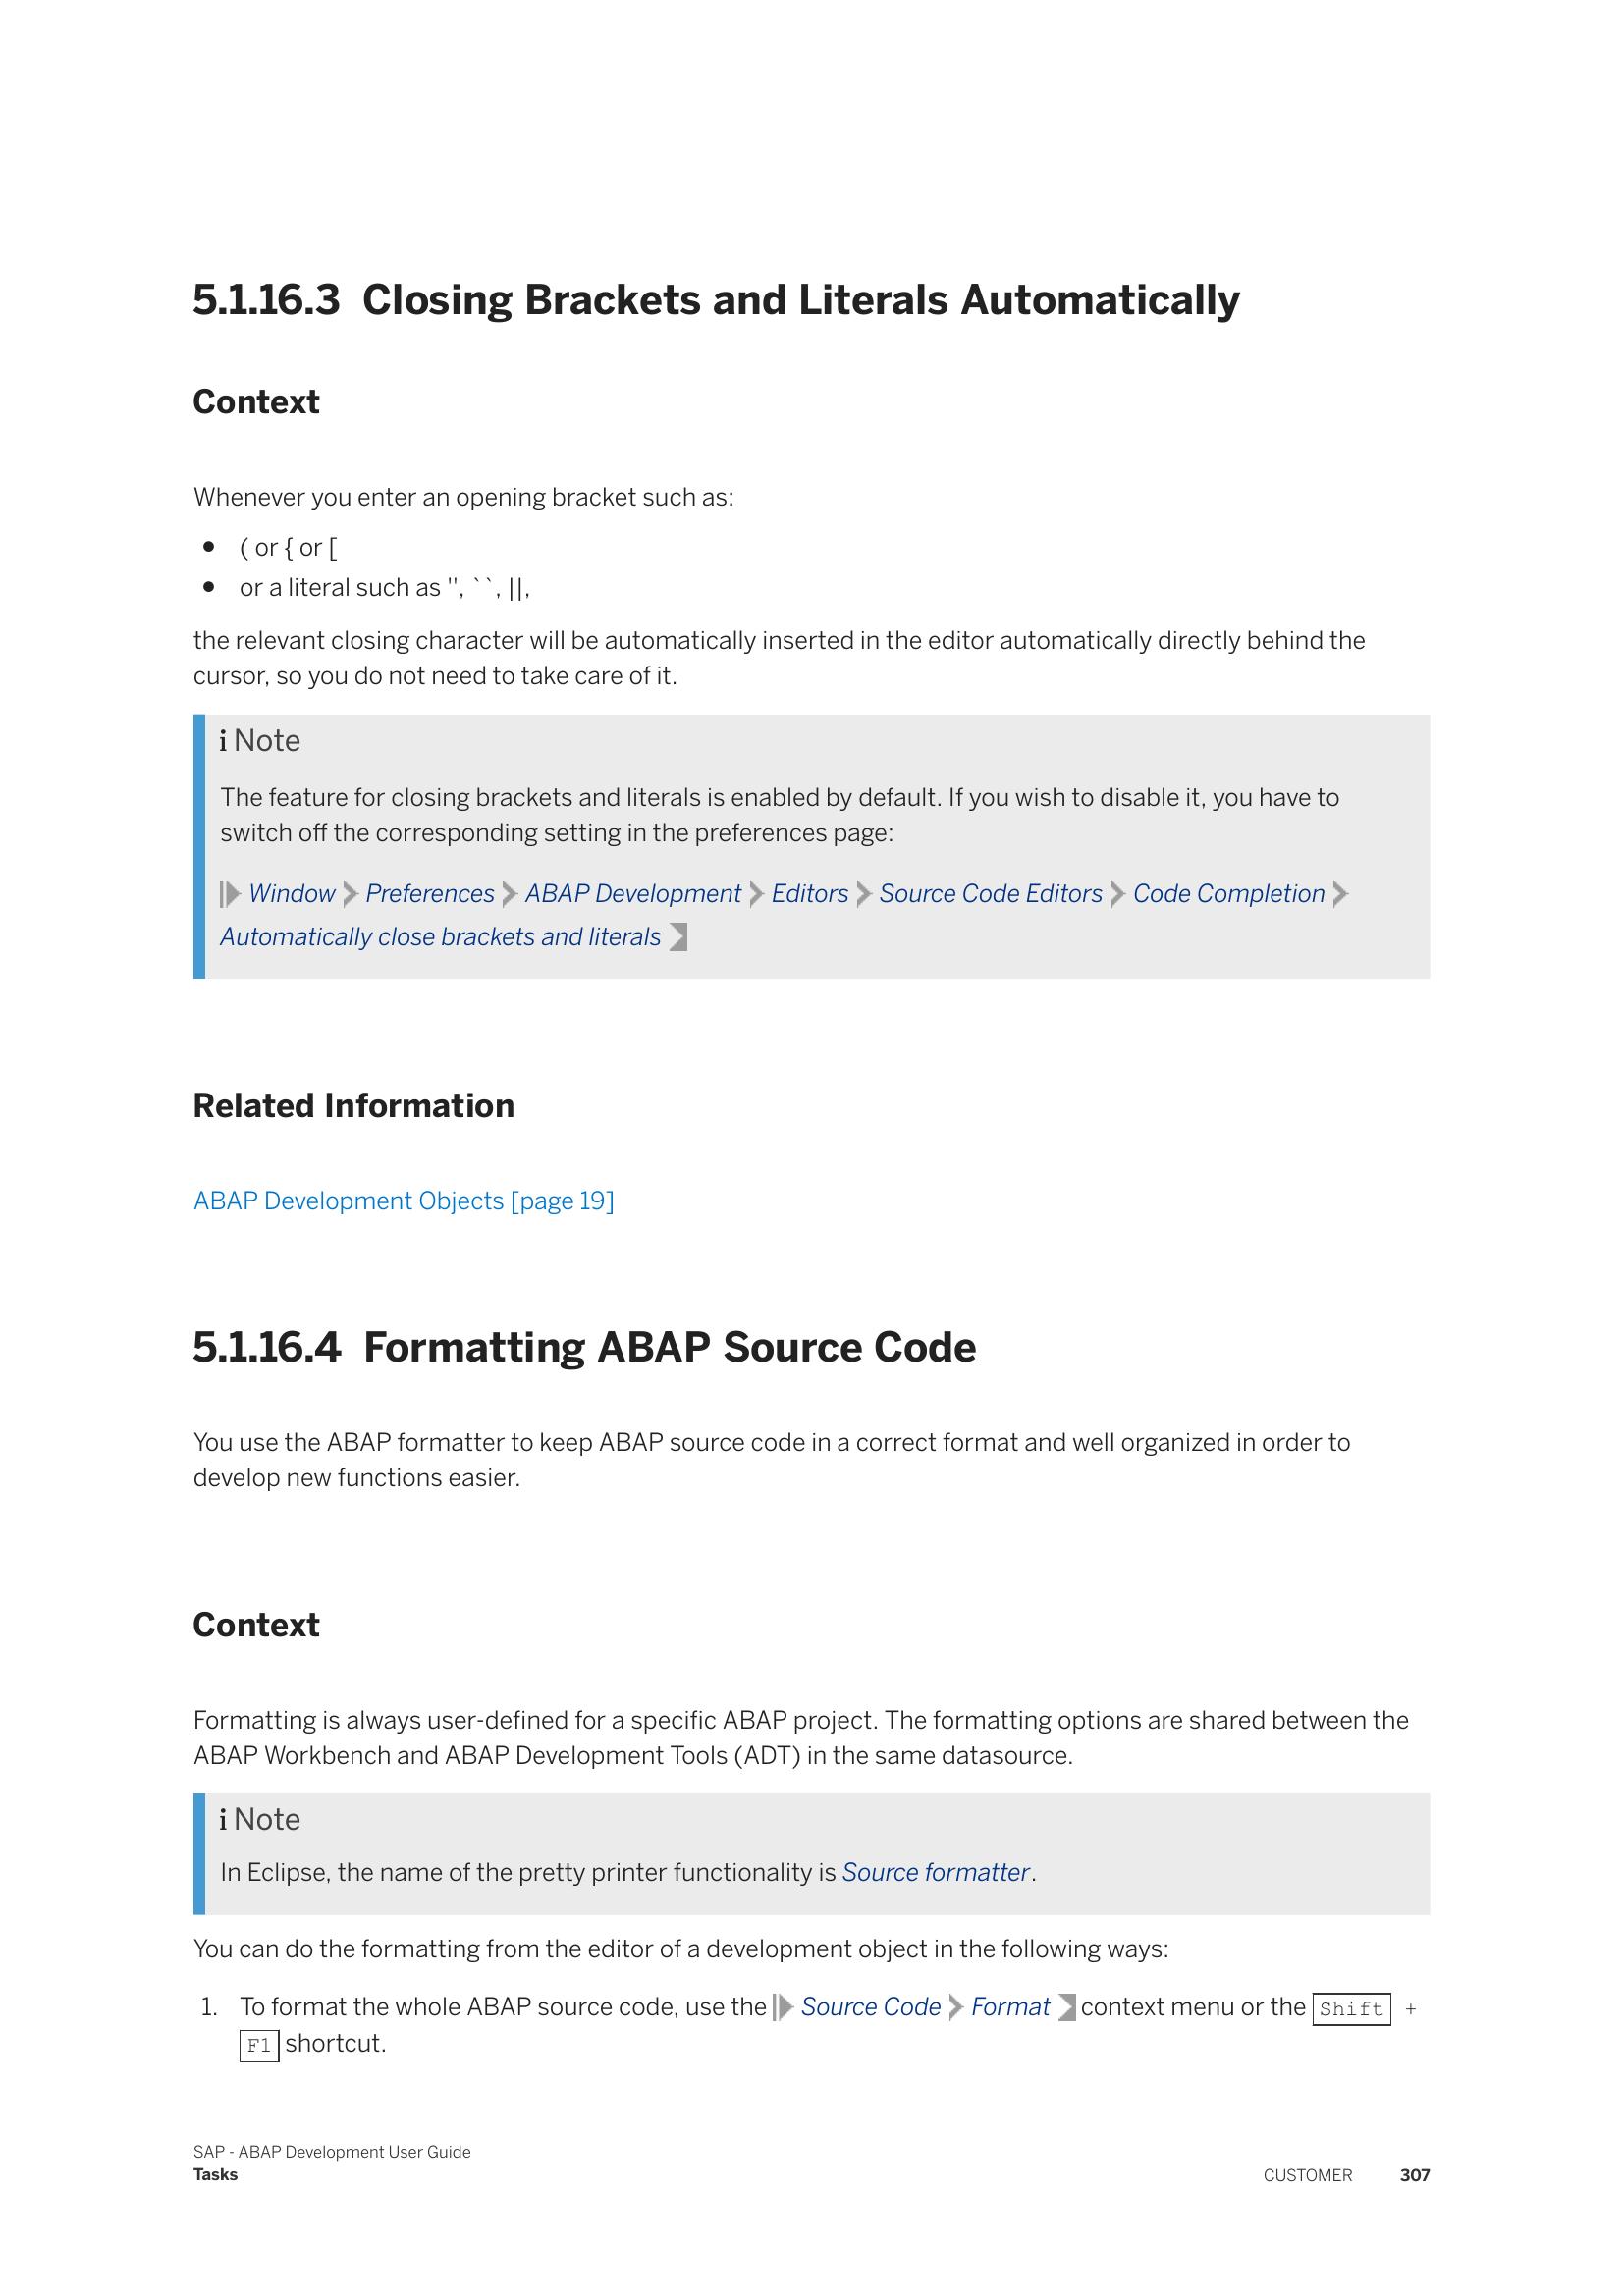 5.1.16.3 Closing Brackets and Literals Automatically
Context
Whenever you enter an opening bracket such as:
● ( or { or [
● or a literal such as '', ``, ||,
the relevant closing character will be automatically inserted in the editor automatically directly behind the
cursor, so you do not need to take care of it.
i Note
The feature for closing brackets and literals is enabled by default. If you wish to disable it, you have to
switch off the corresponding setting in the preferences page:
Window > Preferences > ABAP Development > Editors > Source Code Editors > Code Completion >
Automatically close brackets and literals
Related Information
ABAP Development Objects [page 19]
5.1.16.4 Formatting ABAP Source Code
You use the ABAP formatter to keep ABAP source code in a correct format and well organized in order to
develop new functions easier.
Context
Formatting is always user-defined for a specific ABAP project. The formatting options are shared between the
ABAP Workbench and ABAP Development Tools (ADT) in the same datasource.
i Note
In Eclipse, the name of the pretty printer functionality is Source formatter.
You can do the formatting from the editor of a development object in the following ways:
1. To format the whole ABAP source code, use the Source Code > Format context menu or the Shift +
F1 shortcut.
SAP - ABAP Development User Guide
Tasks
CUSTOMER 307